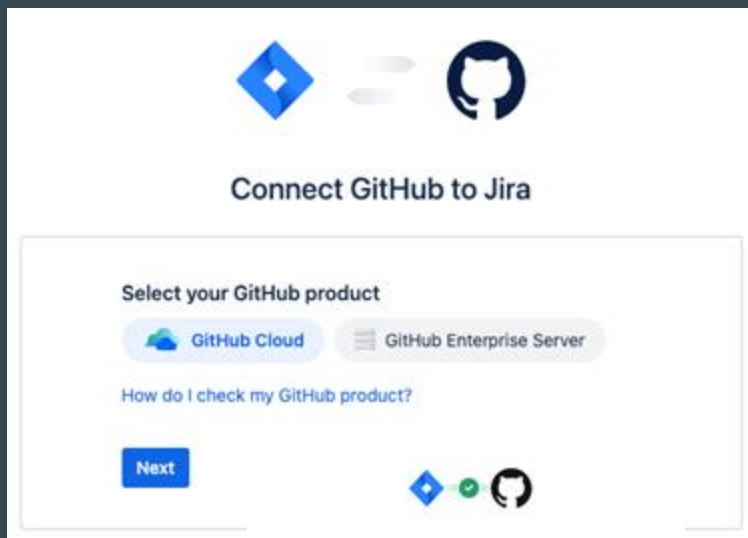 Connect GitHub to Jira
Select your GitHub product
GitHub Cloud GitHub Enterprise Server
How do I check my GitHub product?
Next